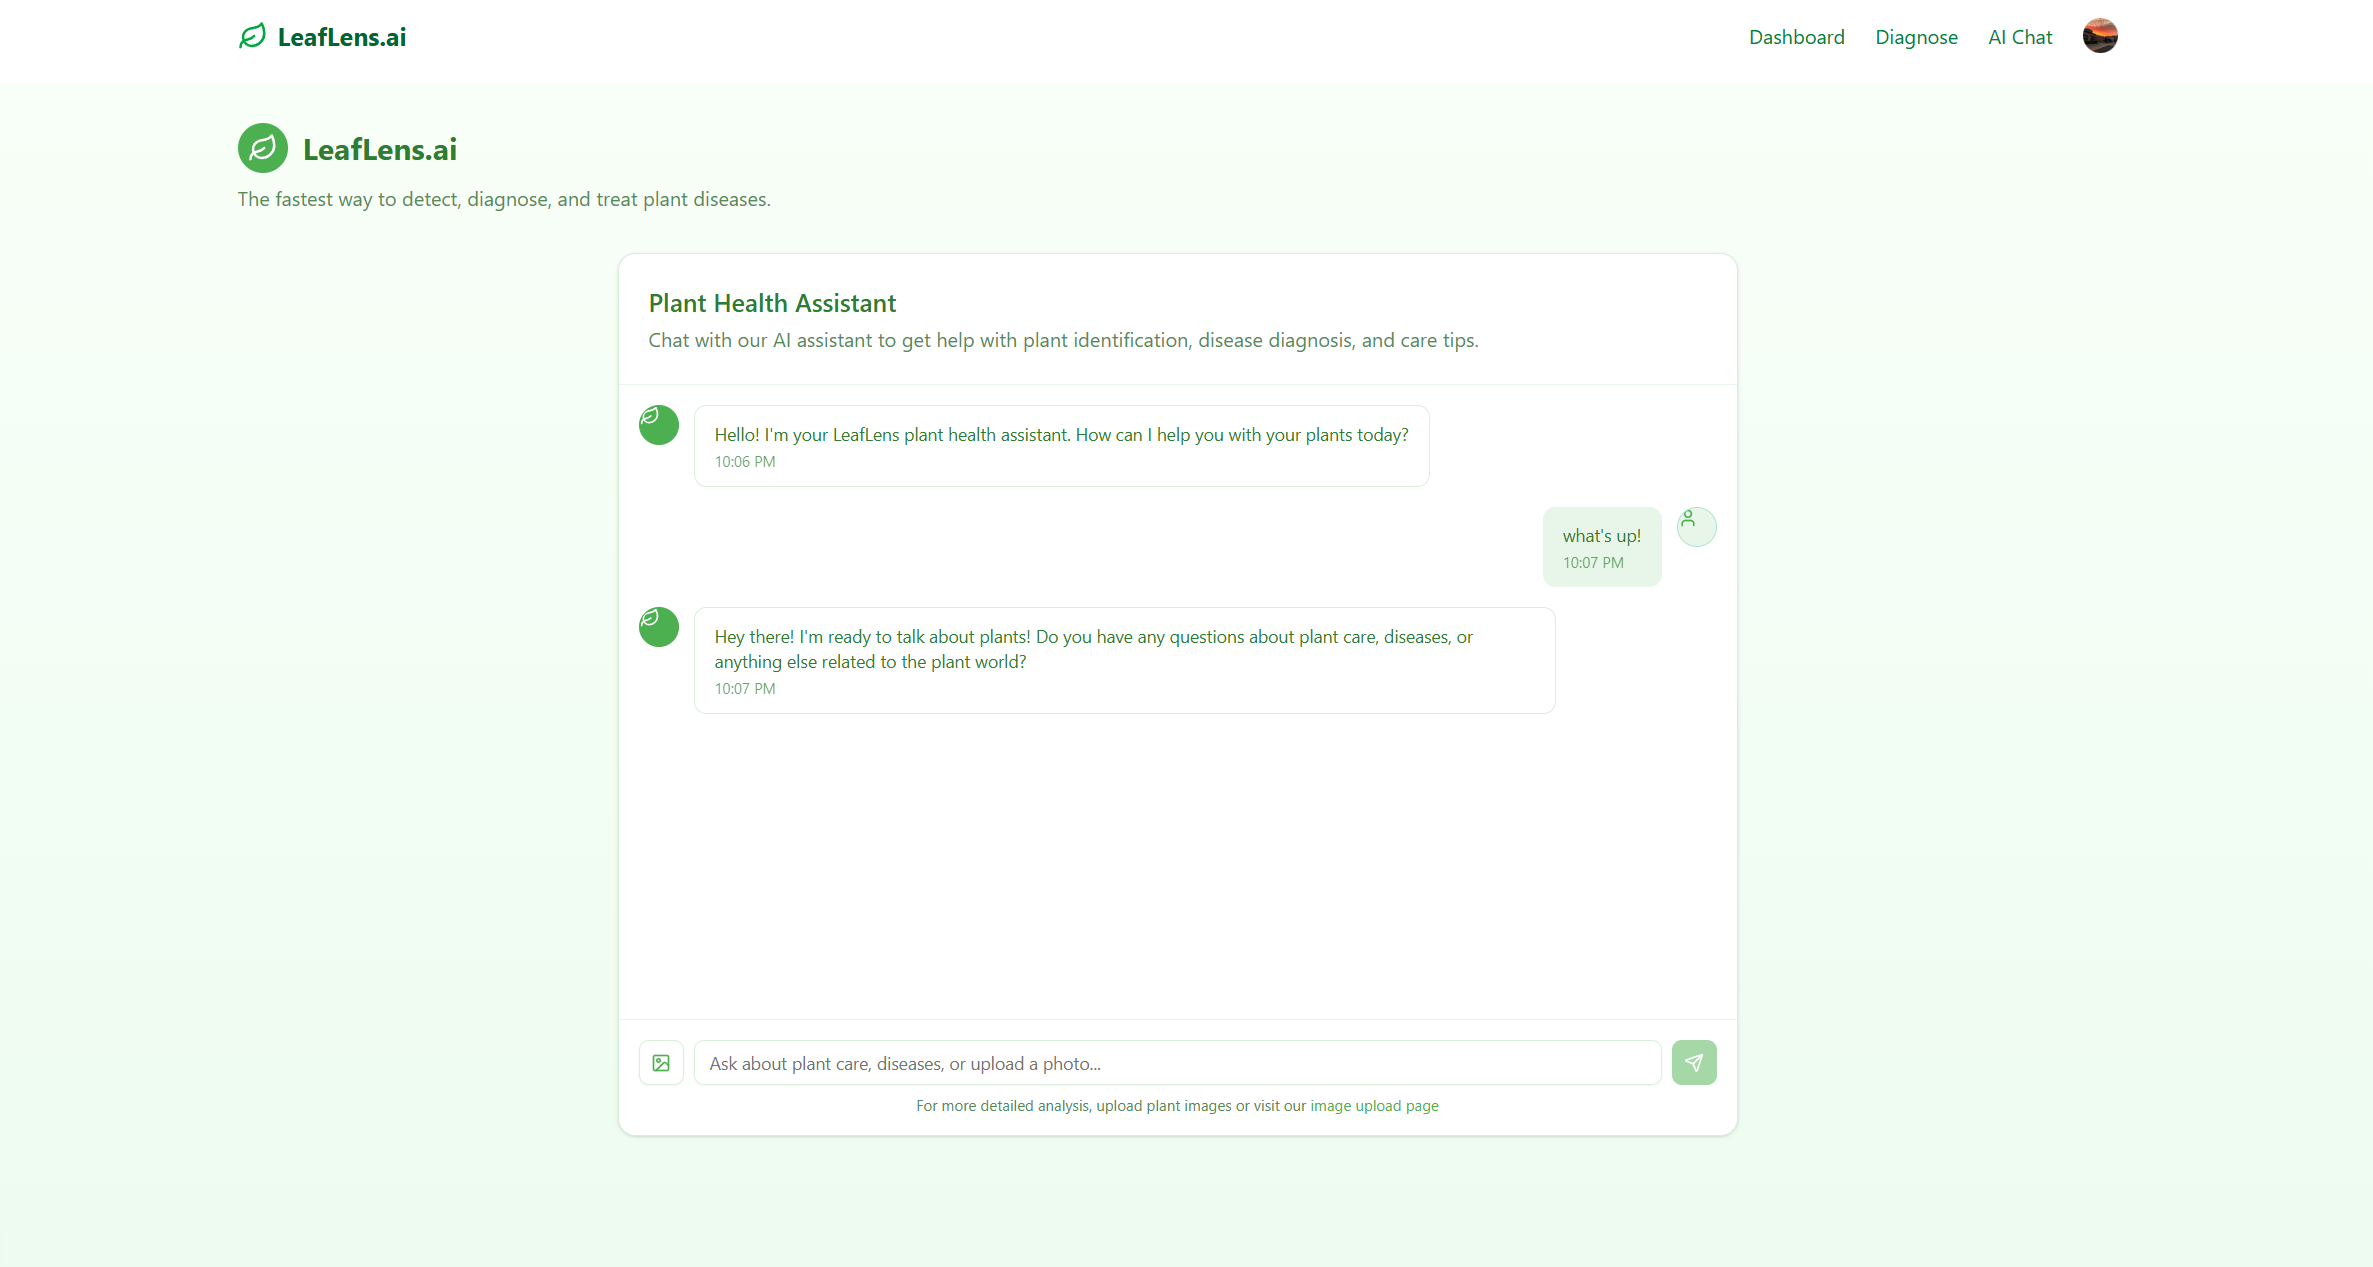 LeafLens.ai
Dashboard
Diagnose
AI Chat
LeafLens.ai
The fastest way to detect, diagnose, and treat plant diseases.
Plant Health Assistant
Chat with our AI assistant to get help with plant identification, disease diagnosis, and care tips.
Hello! I'm your LeafLens plant health assistant. How can I help you with your plants today?
10:06 PM
what's up!
10:07 PM
Hey there! I'm ready to talk about plants! Do you have any questions about plant care, diseases, or
anything else related to the plant world?
10:07 PM
Ask about plant care, diseases, or upload a photo...
For more detailed analysis, upload plant images or visit our image upload page